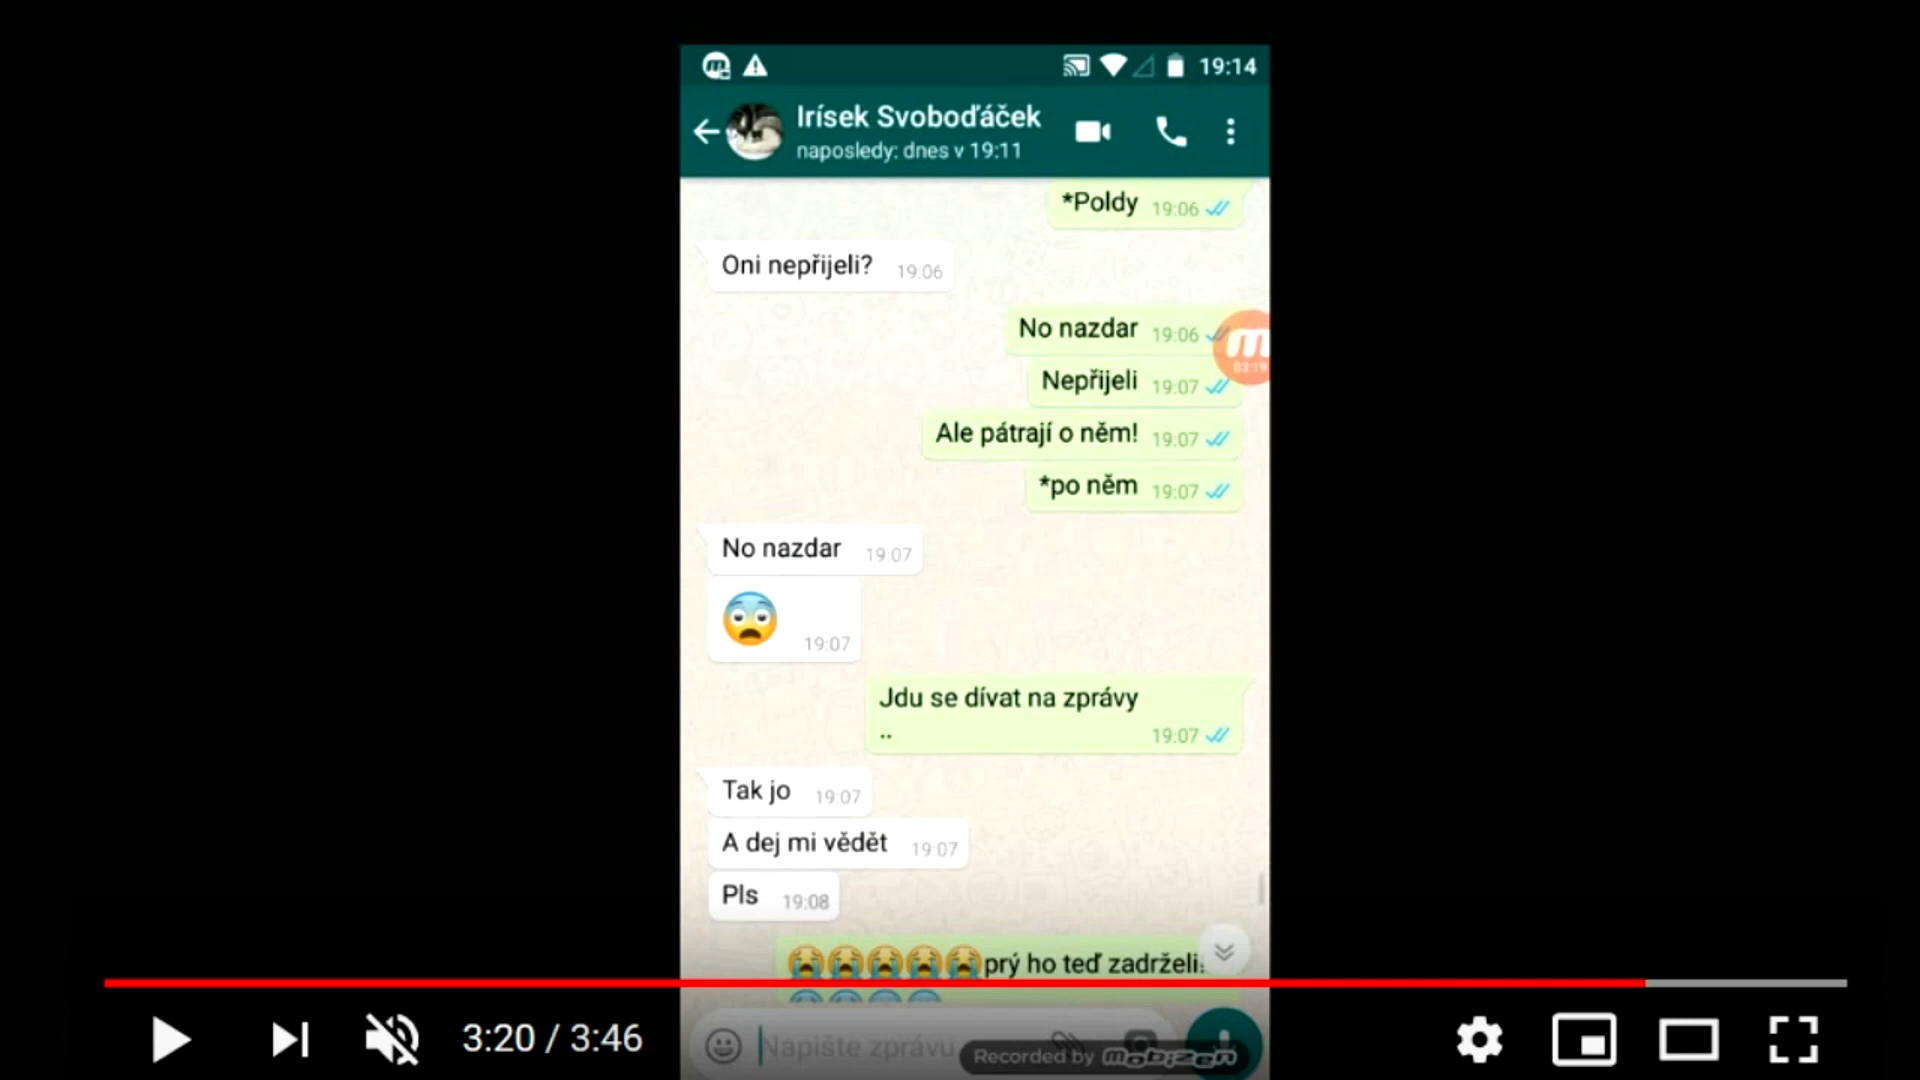 19:14
Irísek Svoboďáček
naposledy: dnes v 19:11
*Poldy 19:06
Oni nepřijeli? 19:06
No nazdar 19:06
m
03:19
Nepřijeli 19:07
Ale pátrají o něm! 19:07
*po něm 19:07
No nazdar 19:07
19:07
Jdu se dívat na zprávy
..
19:07
Tak jo 19:07
A dej mi vědět 19:07
Pls 19:08
prý ho teď zadrželi
Napište zprávu
Recorded by mobizen
3:20 / 3:46